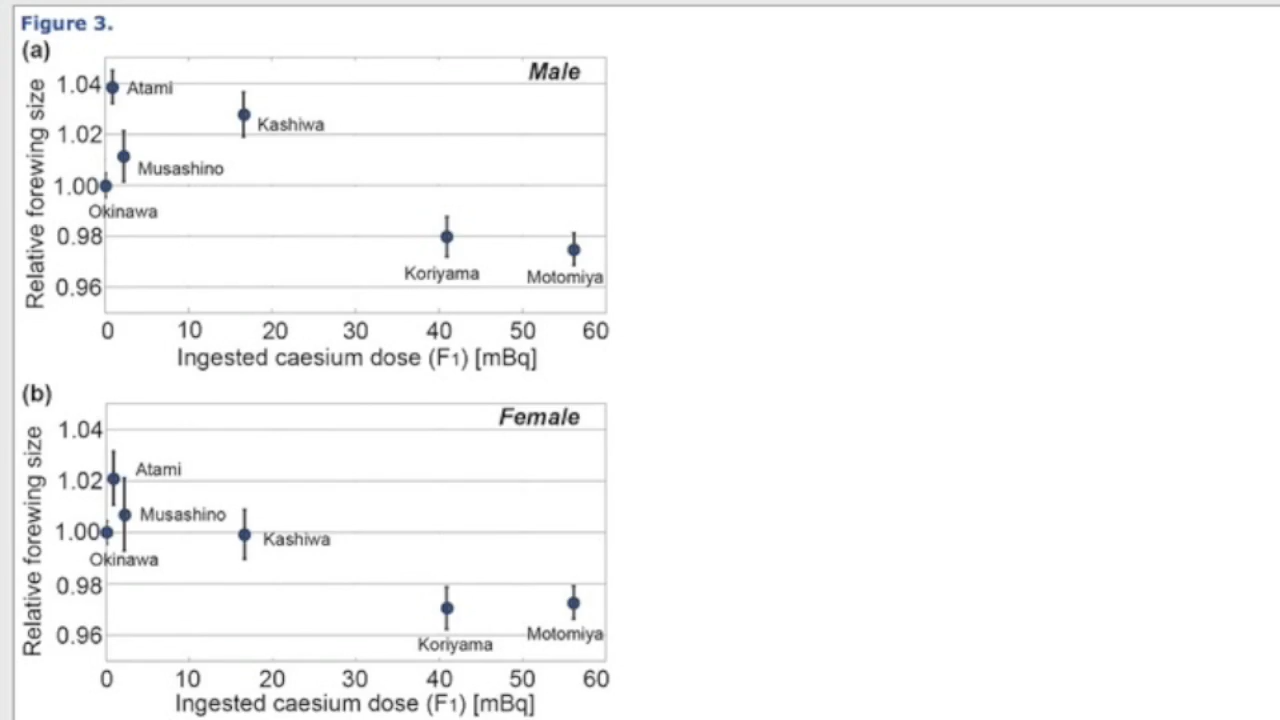 Figure 3.
(a)
Male
Relative forewing size
1.04
1.02
1.00
0.98
0.96
Atami
Kashiwa
Musashino
Okinawa
Koriyama
Motomiya
0 10 20 30 40 50 60
Ingested caesium dose (F1) [mBq]
(b)
Female
Relative forewing size
1.04
1.02
1.00
0.98
0.96
Atami
Musashino
Kashiwa
Okinawa
Koriyama
Motomiya
0 10 20 30 40 50 60
Ingested caesium dose (F1) [mBq]